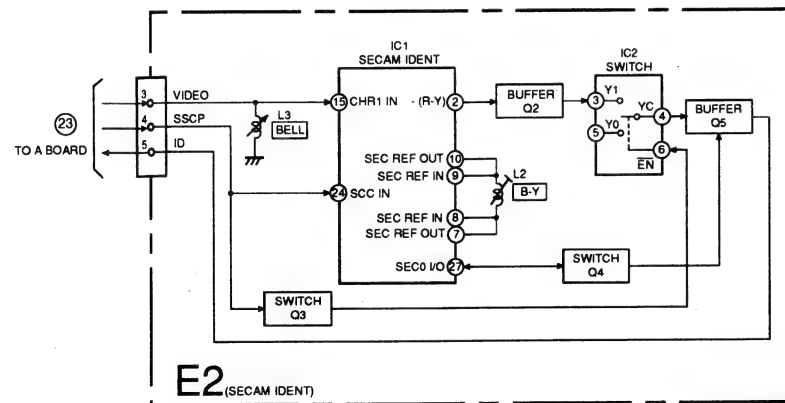 IC1
SECAM IDENT
IC2
SWITCH
3 VIDEO
15 CHR1 IN
- (R-Y) 2
BUFFER
Q2
3 Y1
YC 4
BUFFER
Q5
23
TO A BOARD
4 SSCP
L3
BELL
5 Y0
5 ID
SEC REF OUT 10
6
EN
SEC REF IN 9
L2
B-Y
24 SCC IN
SEC REF IN 8
SEC REF OUT 7
SEC0 I/O 27
SWITCH
Q4
SWITCH
Q3
E2 (SECAM IDENT)